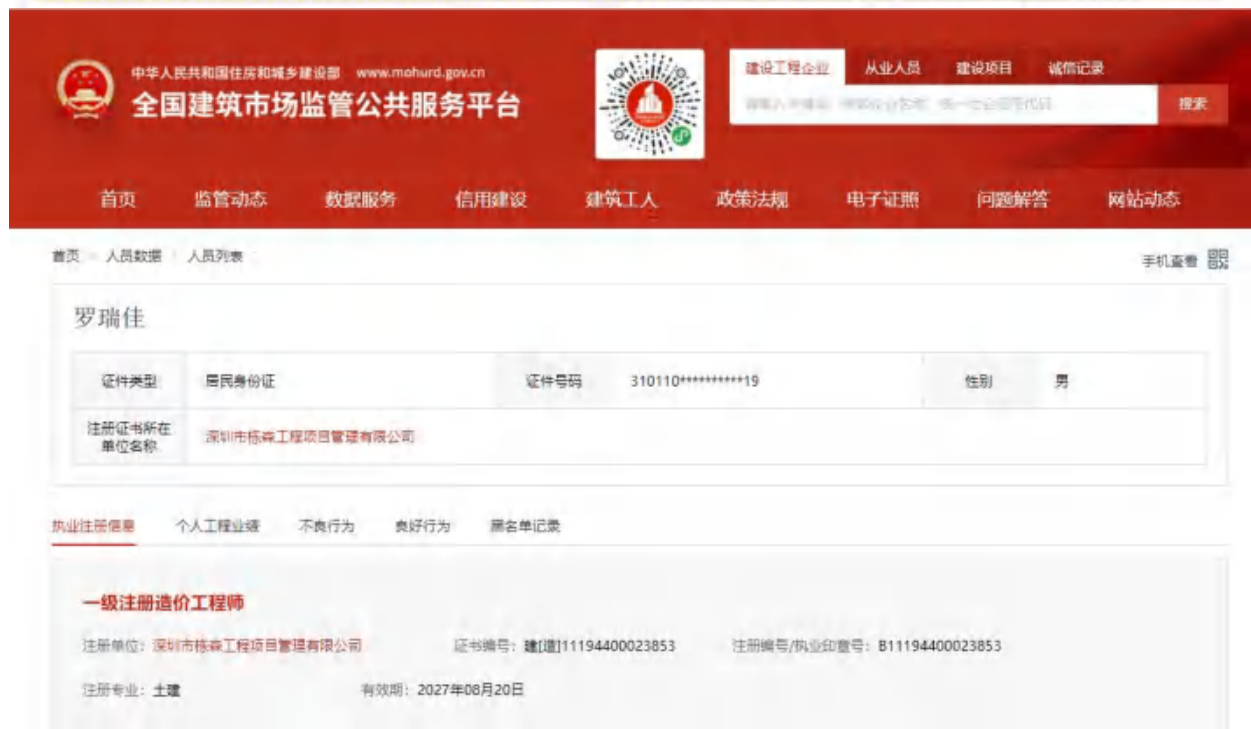 中华人民共和国住房和城乡建设部 www.mohurd.gov.cn
全国建筑市场监管公共服务平台
建设工程企业 从业人员 建设项目 诚信记录
搜索
首页 监管动态 数据服务 信用建设 建筑工人 政策法规 电子证照 问题解答 网站动态
首页 人员数据 人员列表
手机查看
罗瑞佳
证件类型 居民身份证 证件号码 310110**********19 性别 男
注册证书所在
单位名称 深圳市栋森工程项目管理有限公司
执业注册信息 个人工程业绩 不良行为 良好行为 黑名单记录
一级注册造价工程师
注册单位：深圳市栋森工程项目管理有限公司 证书编号：建[造]11194400023853 注册编号/执业印章号：B11194400023853
注册专业：土建 有效期：2027年08月20日